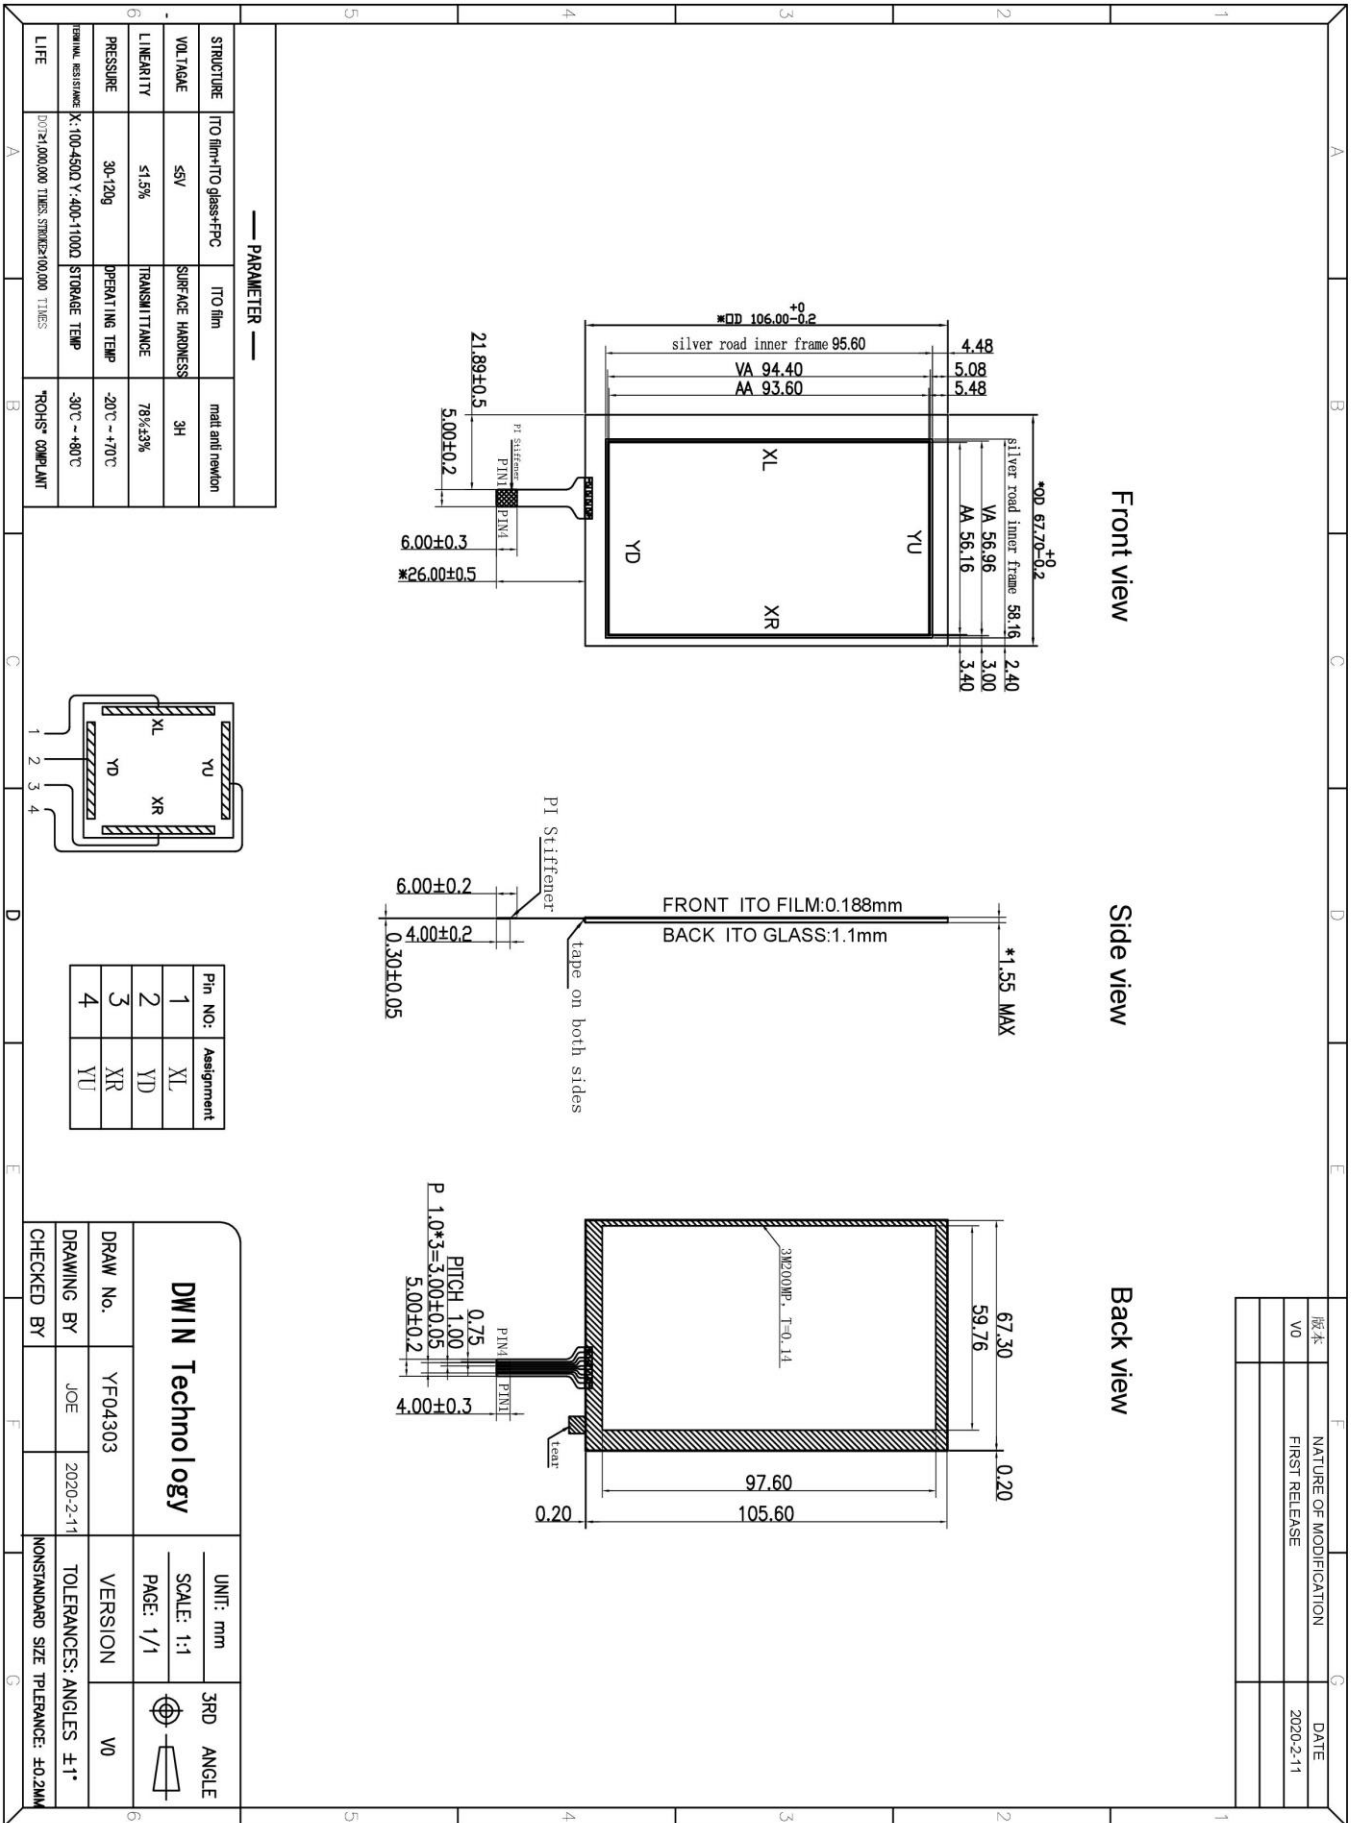 1 2 3 4 5 6
A B C D E F G
版本 NATURE OF MODIFICATION DATE
V0 FIRST RELEASE 2020-2-11
Front view
Side view
Back view
*OD 67.70+0-0.2
silver road inner frame 58.16
2.40
VA 56.96
3.00
AA 56.16
3.40
4.48
5.08
5.48
*OD 106.00+0-0.2
silver road inner frame 95.60
VA 94.40
AA 93.60
XL
YU
YD
XR
21.89±0.5
5.00±0.2
PI Stiffener
PIN1
PIN4
6.00±0.3
*26.00±0.5
*1.55 MAX
FRONT ITO FILM:0.188mm
BACK ITO GLASS:1.1mm
PI Stiffener
tape on both sides
6.00±0.2
4.00±0.2
0.30±0.05
67.30
59.76
0.20
3M200MP, T=0.14
97.60
105.60
0.20
PIN4
PIN1
tear
0.75
PITCH 1.00
P 1.0*3=3.00±0.05
5.00±0.2
4.00±0.3
PARAMETER
STRUCTURE ITO film+ITO glass+FPC ITO film matt anti newton
VOLTAGAE ≤5V SURFACE HARDNESS 3H
LINEARITY ≤1.5% TRANSMITTANCE 78%±3%
PRESSURE 30-120g OPERATING TEMP -20℃ ~ +70℃
TERMINAL RESISTANCE X:100-450Ω Y:400-1100Ω STORAGE TEMP -30℃ ~ +80℃
LIFE DOT≥1,000,000 TIMES. STROKE≥100,000 TIMES "ROHS" COMPLANT
YU
XL
XR
YD
1 2 3 4
Pin NO: Assignment
1 XL
2 YD
3 XR
4 YU
DWIN Technology
UNIT: mm
SCALE: 1:1
PAGE: 1/1
3RD ANGLE
DRAW No. YF04303 VERSION V0
DRAWING BY JOE 2020-2-11 TOLERANCES: ANGLES ±1°
CHECKED BY NONSTANDARD SIZE TPLERANCE: ±0.2MM
A B C D E F G
1 2 3 4 5 6